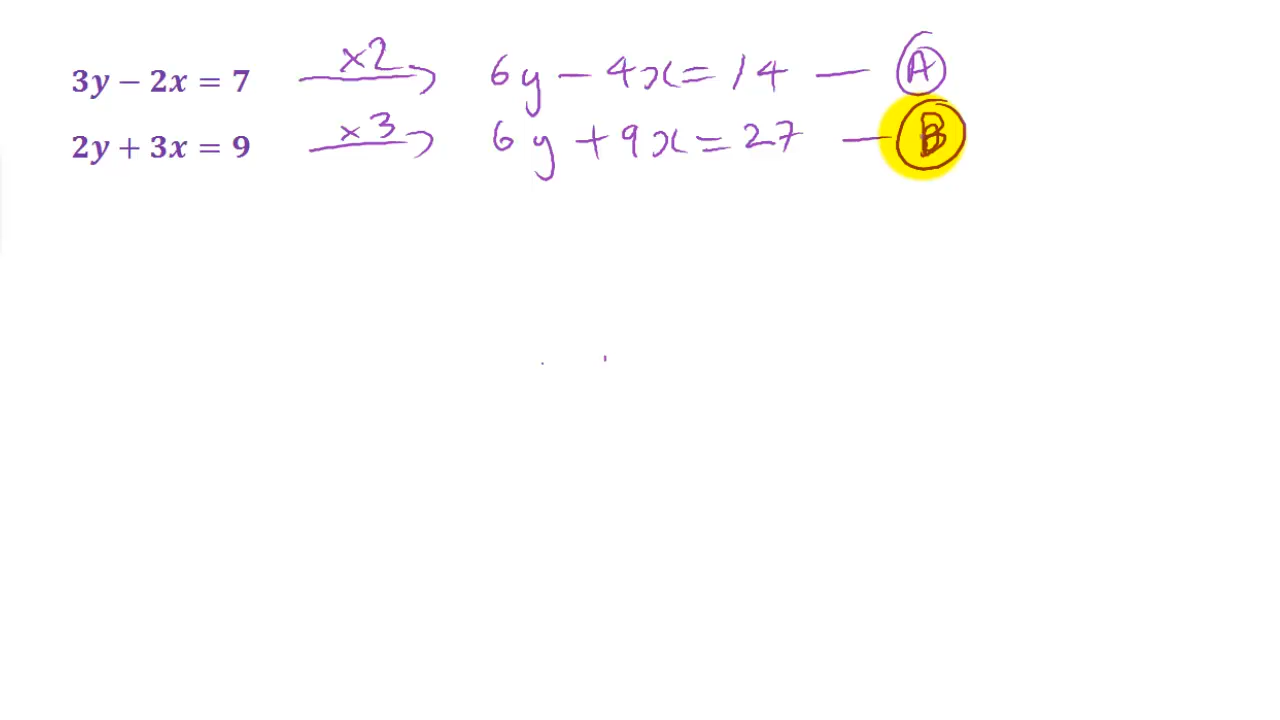 3y − 2x = 7 ×2 → 6y − 4x = 14 — A
2y + 3x = 9 ×3 → 6y + 9x = 27 — B